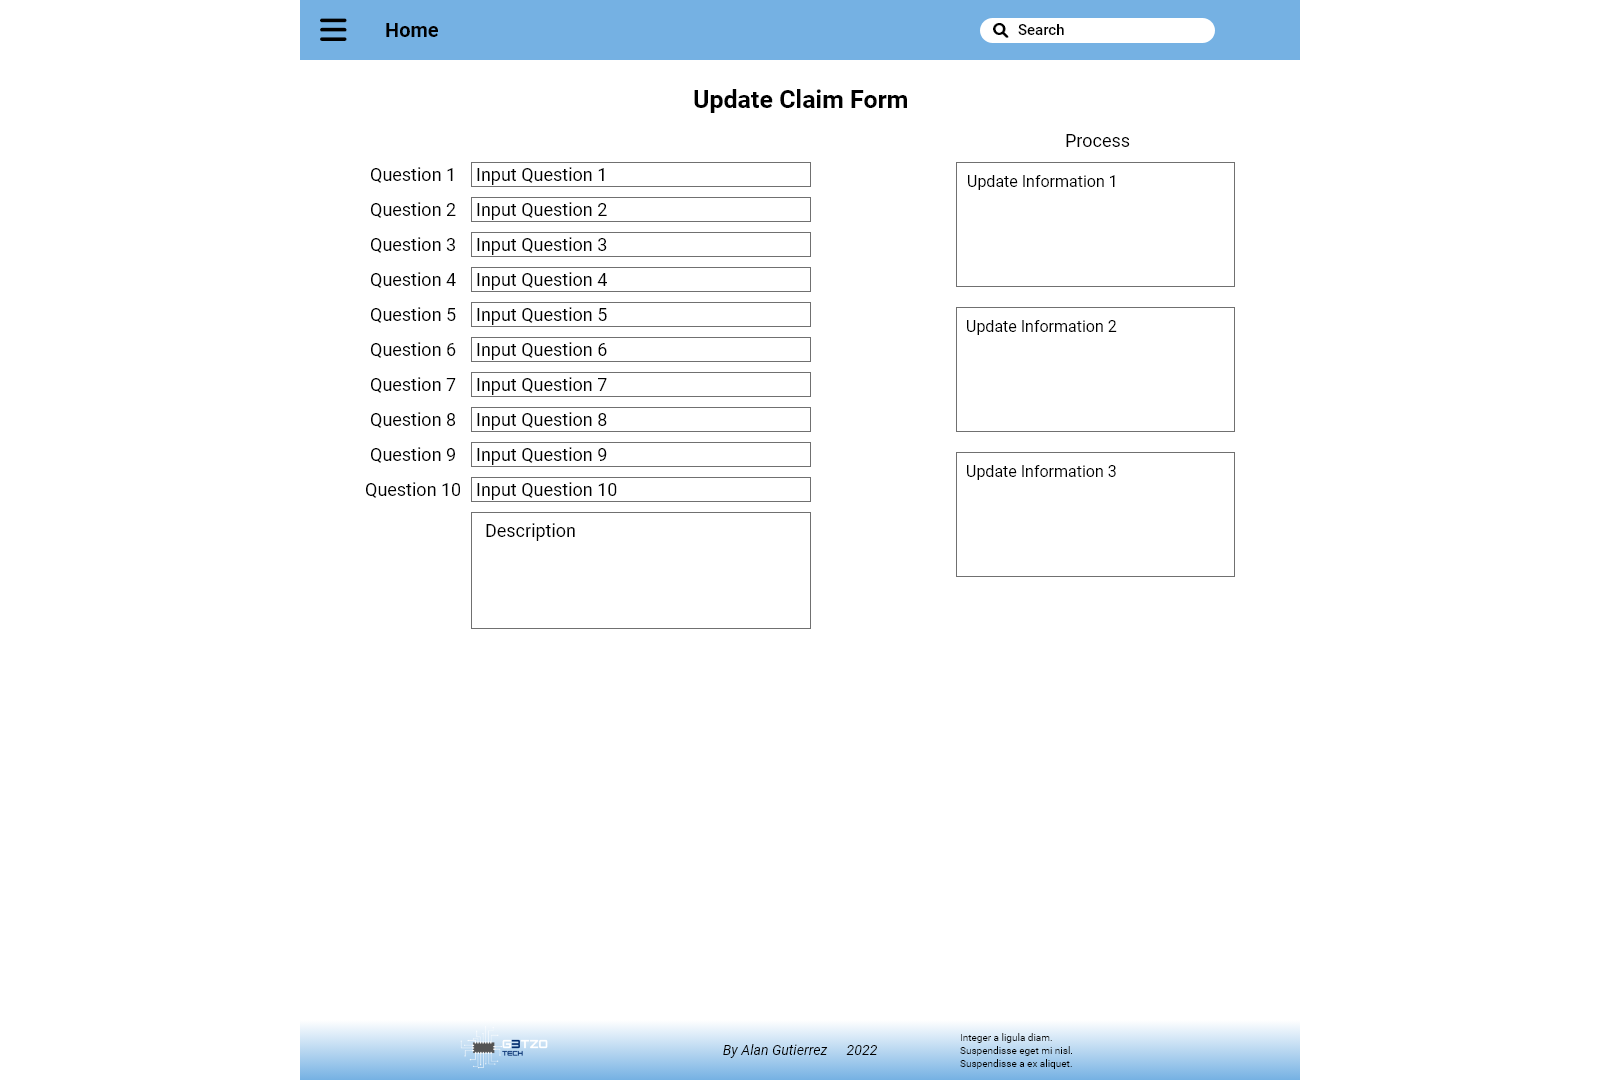 Home
Search
Update Claim Form
Process
Question 1 Input Question 1
Question 2 Input Question 2
Question 3 Input Question 3
Question 4 Input Question 4
Question 5 Input Question 5
Question 6 Input Question 6
Question 7 Input Question 7
Question 8 Input Question 8
Question 9 Input Question 9
Question 10 Input Question 10
Description
Update Information 1
Update Information 2
Update Information 3
G3TZO
TECH
By Alan Gutierrez 2022
Integer a ligula diam.
Suspendisse eget mi nisl.
Suspendisse a ex aliquet.